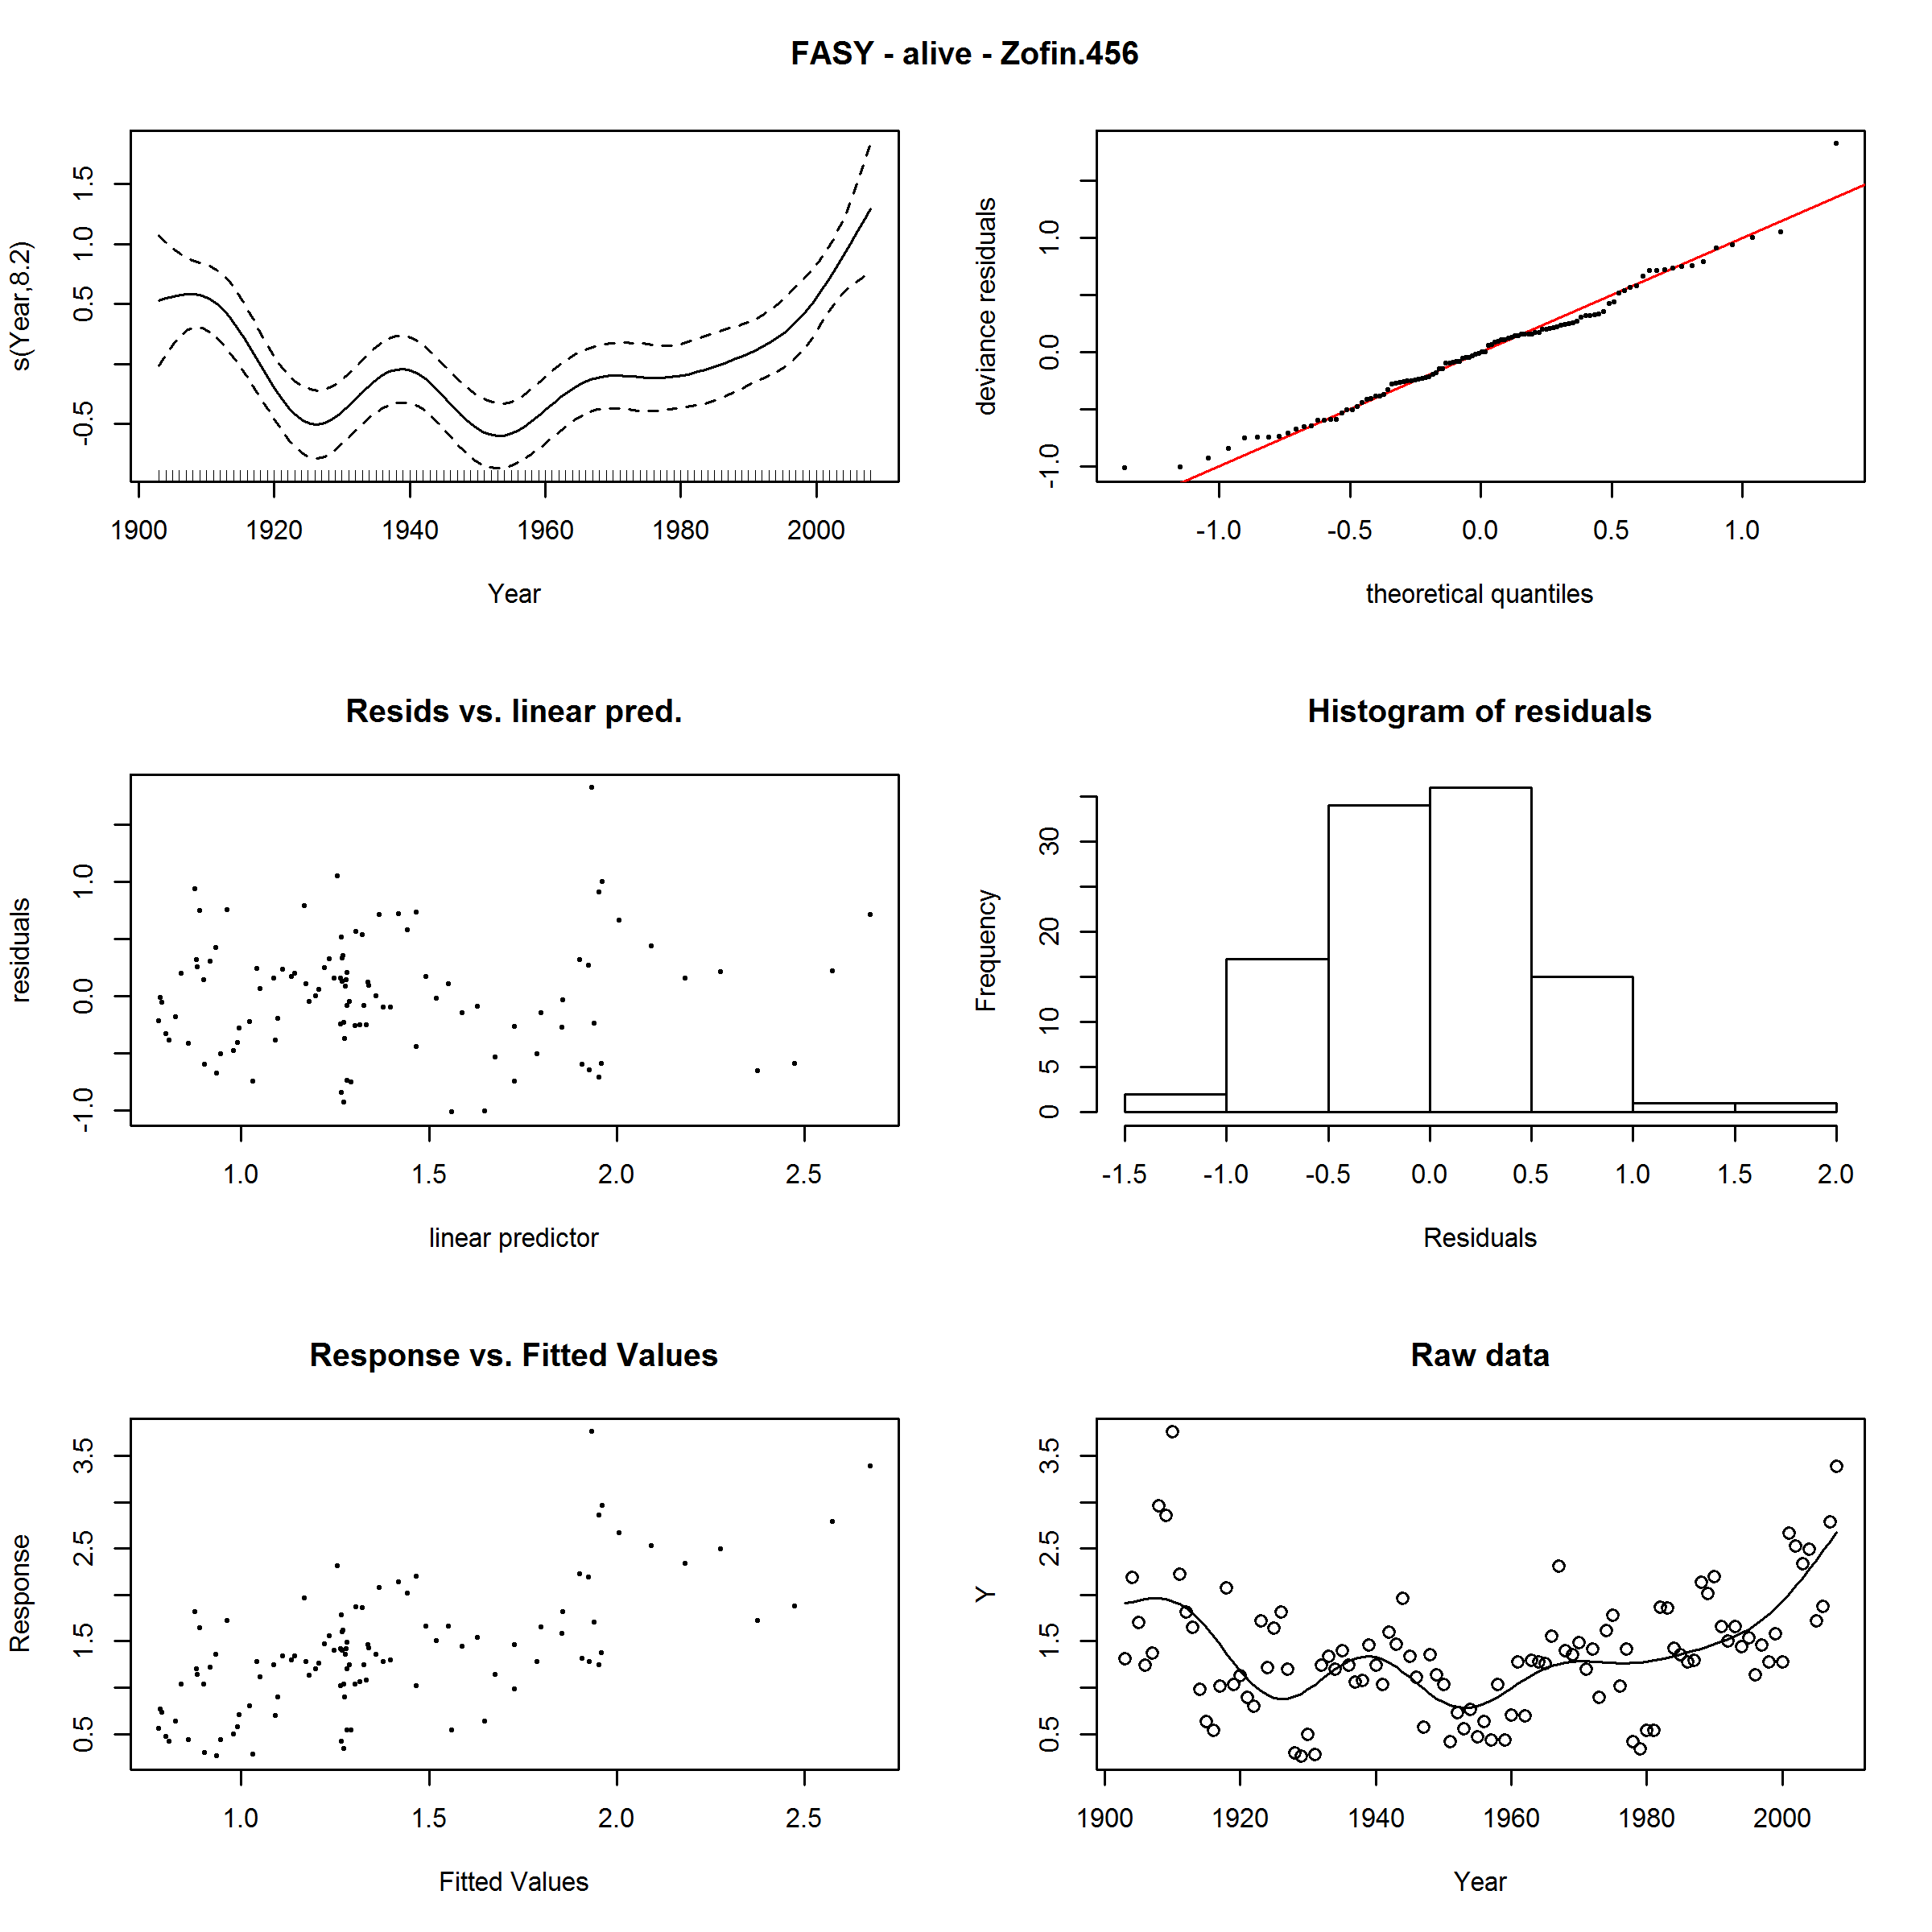 FASY - alive - Zofin.456
s(Year,8.2)
-0.5 0.5 1.0 1.5
1900 1920 1940 1960 1980 2000
Year
deviance residuals
-1.0 0.0 1.0
-1.0 -0.5 0.0 0.5 1.0
theoretical quantiles
Resids vs. linear pred.
residuals
-1.0 0.0 1.0
1.0 1.5 2.0 2.5
linear predictor
Histogram of residuals
Frequency
0 5 10 20 30
-1.5 -1.0 -0.5 0.0 0.5 1.0 1.5 2.0
Residuals
Response vs. Fitted Values
Response
0.5 1.5 2.5 3.5
1.0 1.5 2.0 2.5
Fitted Values
Raw data
Y
0.5 1.5 2.5 3.5
1900 1920 1940 1960 1980 2000
Year